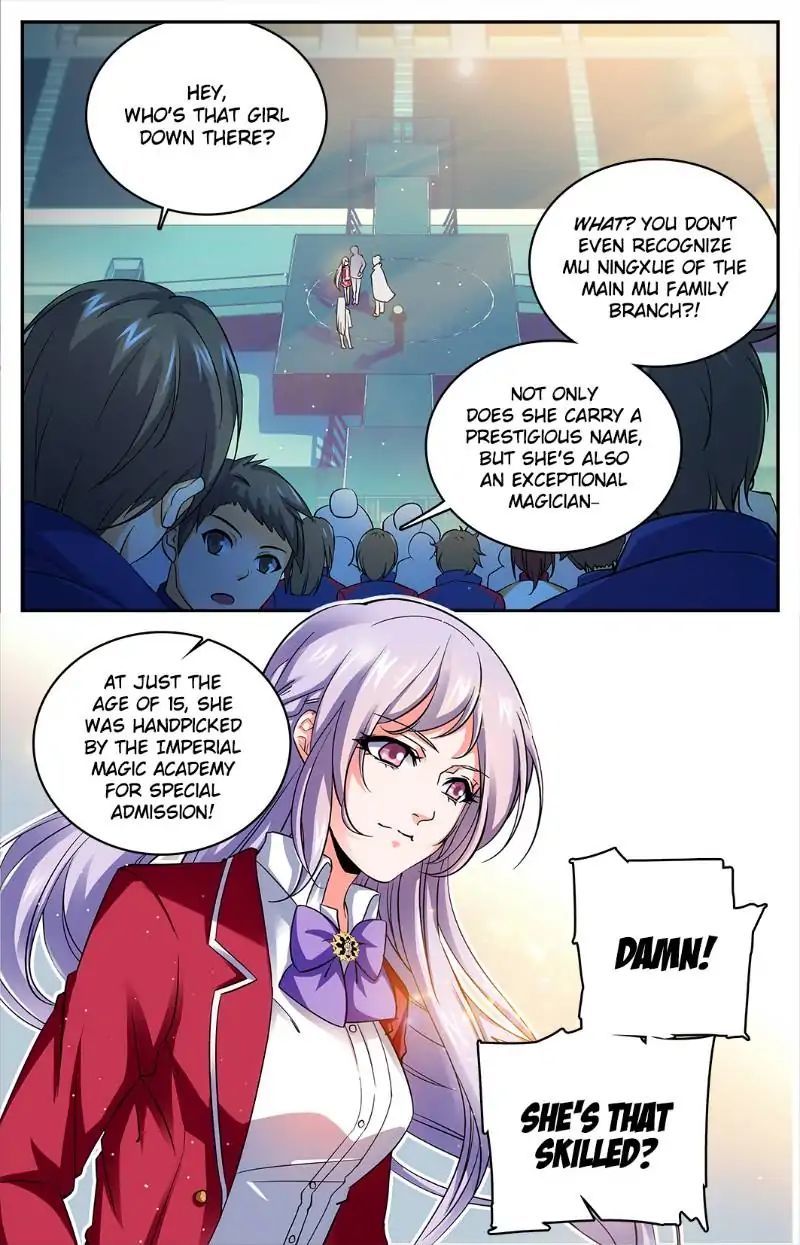 HEY,
WHO'S THAT GIRL
DOWN THERE?
WHAT? YOU DON'T
EVEN RECOGNIZE
MU NINGXUE OF THE
MAIN MU FAMILY
BRANCH?!
NOT ONLY
DOES SHE CARRY A
PRESTIGIOUS NAME,
BUT SHE'S ALSO
AN EXCEPTIONAL
MAGICIAN–
AT JUST THE
AGE OF 15, SHE
WAS HANDPICKED
BY THE IMPERIAL
MAGIC ACADEMY
FOR SPECIAL
ADMISSION!
DAMN!
SHE'S THAT
SKILLED?